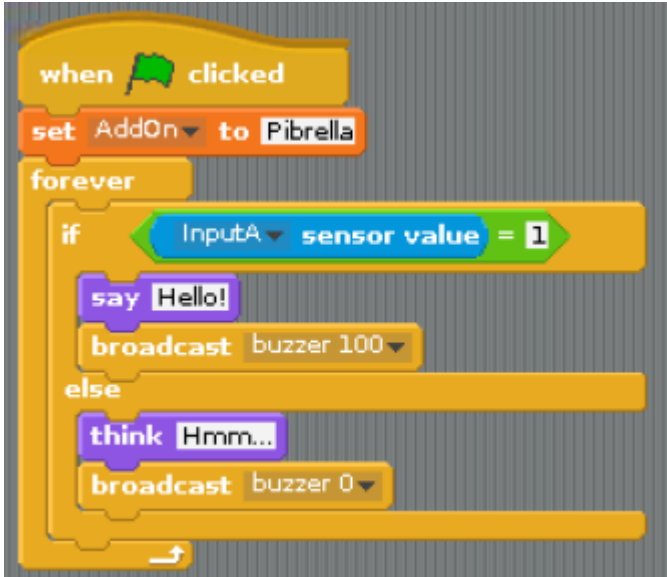 when clicked
set AddOn to Pibrella
forever
if InputA sensor value = 1
say Hello!
broadcast buzzer 100
else
think Hmm...
broadcast buzzer 0